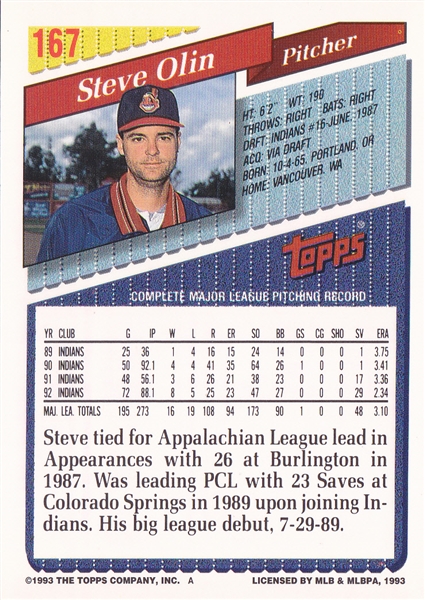 167
Steve Olin
Pitcher
HT: 6'2" WT: 190
THROWS: RIGHT BATS: RIGHT
DRFT: INDIANS #16-JUNE, 1987
ACQ: VIA DRAFT
BORN: 10-4-65, PORTLAND, OR
HOME: VANCOUVER, WA
TOPPS
COMPLETE MAJOR LEAGUE PITCHING RECORD
YR CLUB G IP W L R ER SO BB GS CG SHO SV ERA
89 INDIANS 25 36 1 4 16 15 24 14 0 0 0 1 3.75
90 INDIANS 50 92.1 4 4 41 35 64 26 1 0 0 1 3.41
91 INDIANS 48 56.1 3 6 26 21 38 23 0 0 0 17 3.36
92 INDIANS 72 88.1 8 5 25 23 47 27 0 0 0 29 2.34
MAJ. LEA. TOTALS 195 273 16 19 108 94 173 90 1 0 0 48 3.10
Steve tied for Appalachian League lead in
Appearances with 26 at Burlington in
1987. Was leading PCL with 23 Saves at
Colorado Springs in 1989 upon joining In-
dians. His big league debut, 7-29-89.
©1993 THE TOPPS COMPANY, INC. A
LICENSED BY MLB & MLBPA, 1993